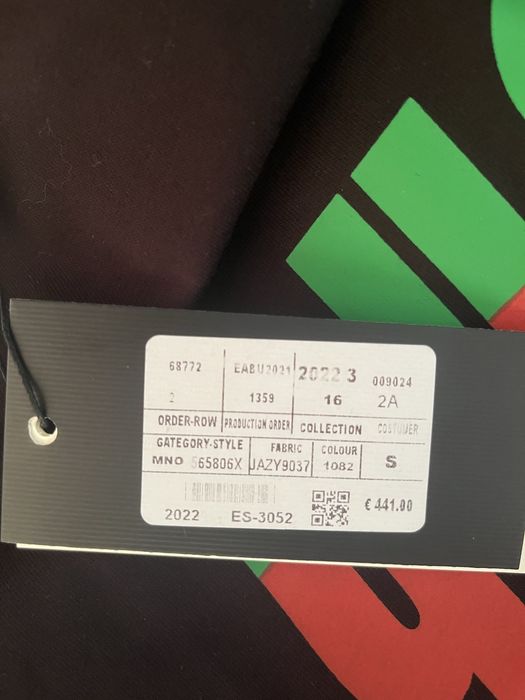 68772 EABU2021 2022 3 009024
2 1359 16 2A
ORDER-ROW PRODUCTION ORDER COLLECTION COSTUMER
GATEGORY-STYLE FABRIC COLOUR
MNO 565806X JAZY9037 1082 S
2022 ES-3052 € 441.00